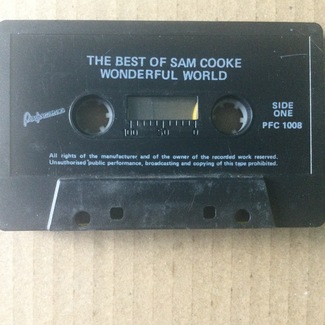 THE BEST OF SAM COOKE
WONDERFUL WORLD
Performance
SIDE
ONE
PFC 1008
100 50 0
All rights of the manufacturer and of the owner of the recorded work reserved.
Unauthorised public performance, broadcasting and copying of this tape prohibited.